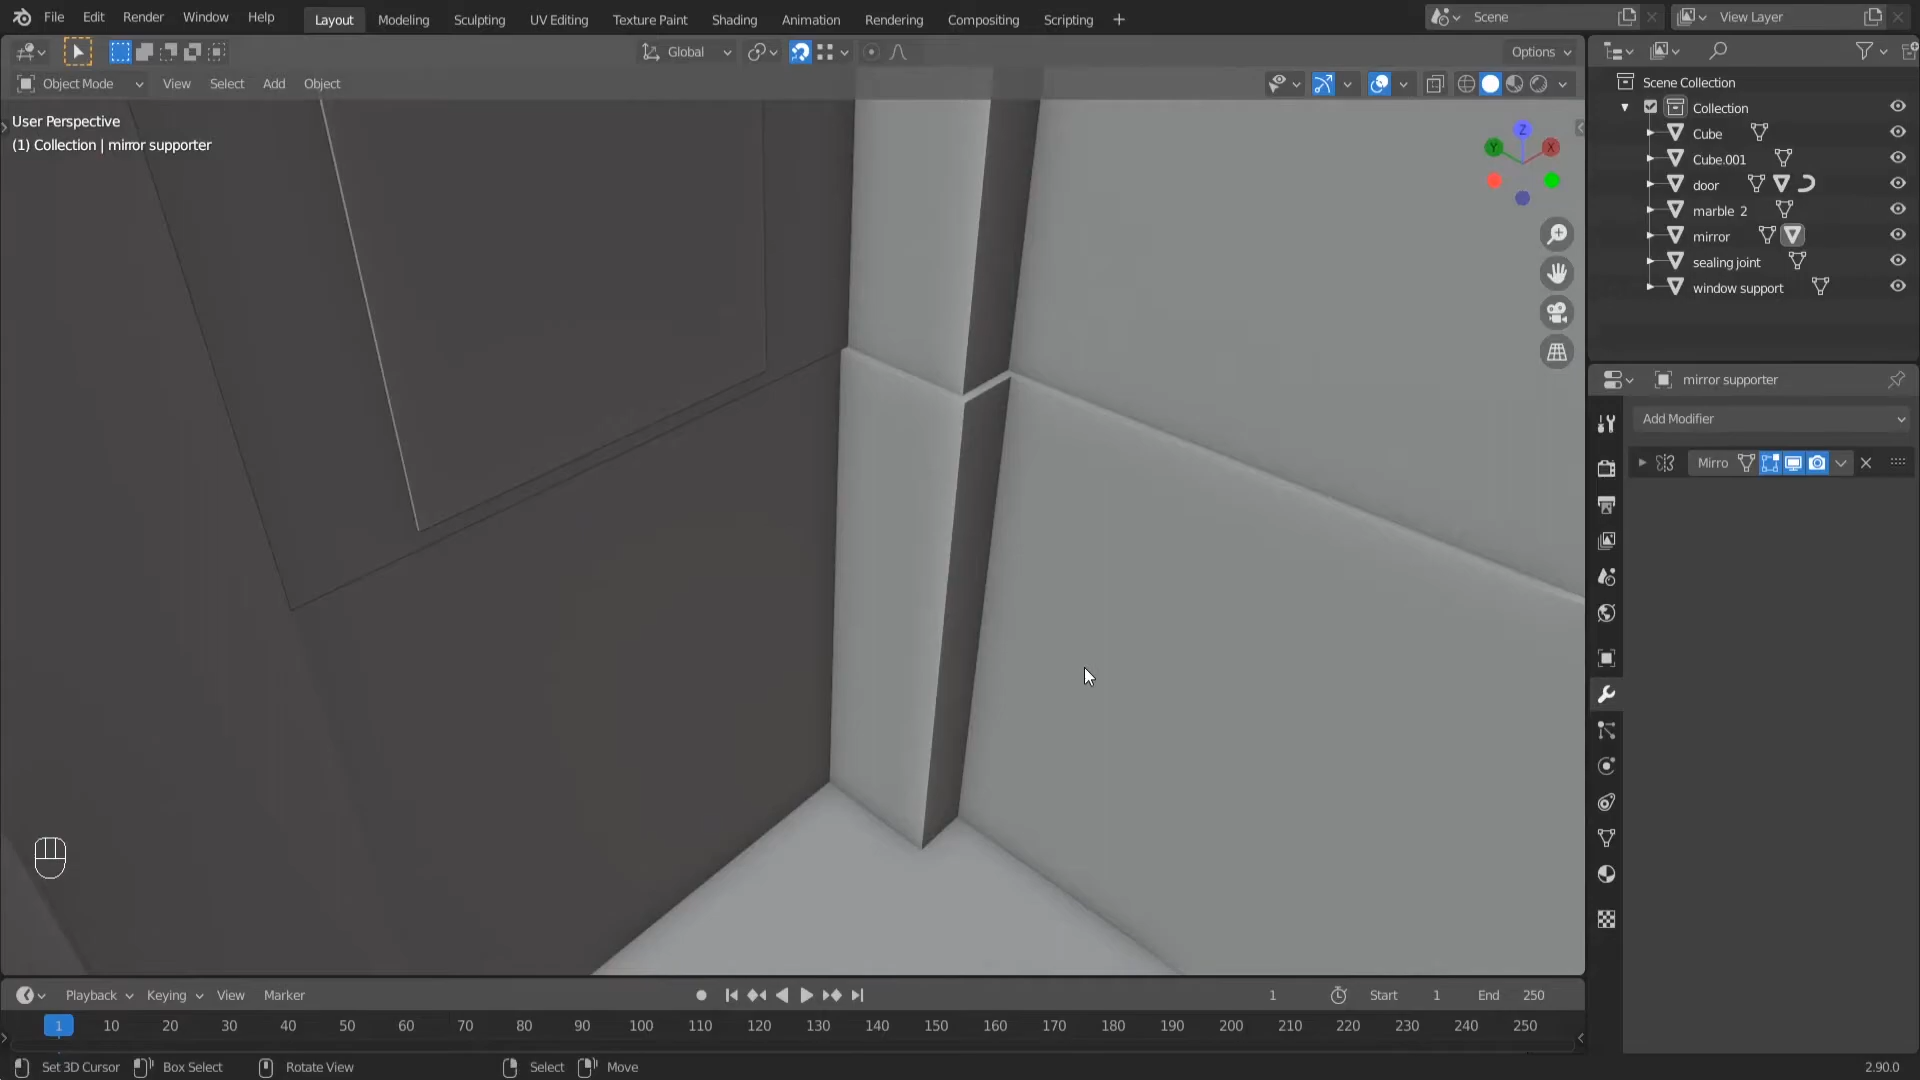 File Edit Render Window Help Layout Modeling Sculpting UV Editing Texture Paint Shading Animation Rendering Compositing Scripting + Scene View Layer
Global Options
Object Mode View Select Add Object
User Perspective
(1) Collection | mirror supporter
Z
Y
X
Scene Collection
Collection
Cube
Cube.001
door
marble 2
mirror
sealing joint
window support
mirror supporter
Add Modifier
Mirro
Playback Keying View Marker 1 Start 1 End 250
1 10 20 30 40 50 60 70 80 90 100 110 120 130 140 150 160 170 180 190 200 210 220 230 240 250
Set 3D Cursor Box Select Rotate View Select Move 2.90.0